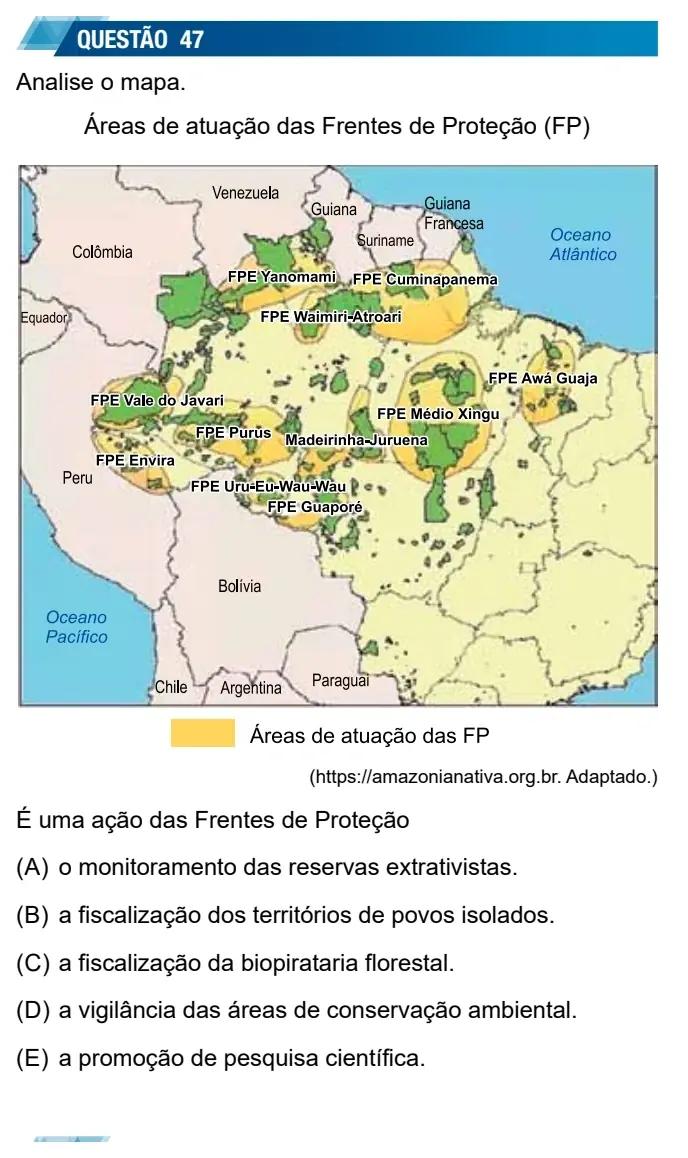 QUESTÃO 47
Analise o mapa.
Áreas de atuação das Frentes de Proteção (FP)
Venezuela
Guiana
Guiana
Francesa
Suriname
Oceano
Atlântico
Colômbia
FPE Yanomami
FPE Cuminapanema
Equador
FPE Waimiri-Atroari
FPE Awá Guaja
FPE Vale do Javari
FPE Médio Xingu
FPE Purus
Madeirinha-Juruena
FPE Envira
Peru
FPE Uru-Eu-Wau-Wau
FPE Guaporé
Bolívia
Oceano
Pacífico
Chile
Argentina
Paraguai
Áreas de atuação das FP
(https://amazonianativa.org.br. Adaptado.)
É uma ação das Frentes de Proteção
(A) o monitoramento das reservas extrativistas.
(B) a fiscalização dos territórios de povos isolados.
(C) a fiscalização da biopirataria florestal.
(D) a vigilância das áreas de conservação ambiental.
(E) a promoção de pesquisa científica.